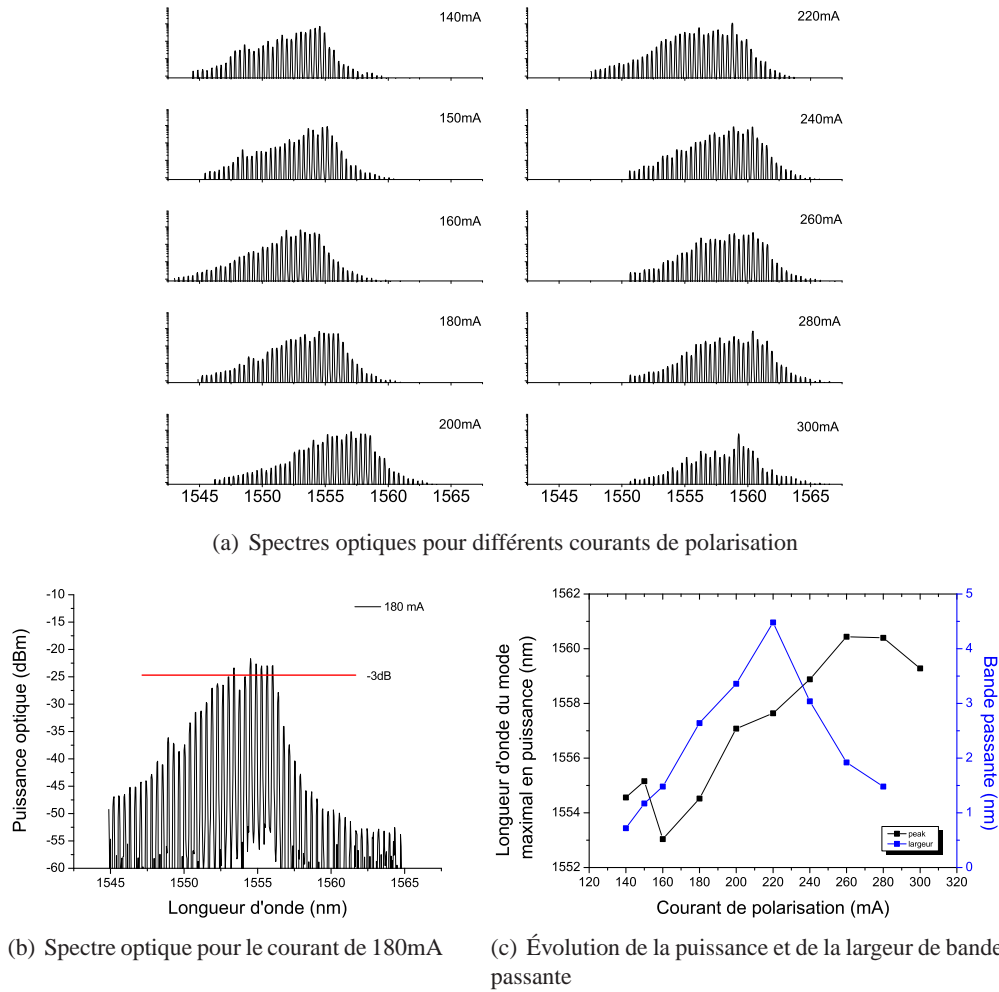 140mA
220mA
150mA
240mA
160mA
260mA
180mA
280mA
200mA
300mA
1545 1550 1555 1560 1565
1545 1550 1555 1560 1565
(a) Spectres optiques pour différents courants de polarisation
-10
-15
-20
-25
-30
-35
-40
-45
-50
-55
-60
Puissance optique (dBm)
180 mA
-3dB
1545 1550 1555 1560 1565
Longueur d'onde (nm)
(b) Spectre optique pour le courant de 180mA
1562
1560
1558
1556
1554
1552
Longueur d'onde du mode
maximal en puissance (nm)
5
4
3
2
1
0
Bande passante (nm)
peak
largeur
120 140 160 180 200 220 240 260 280 300 320
Courant de polarisation (mA)
(c) Évolution de la puissance et de la largeur de bande
passante